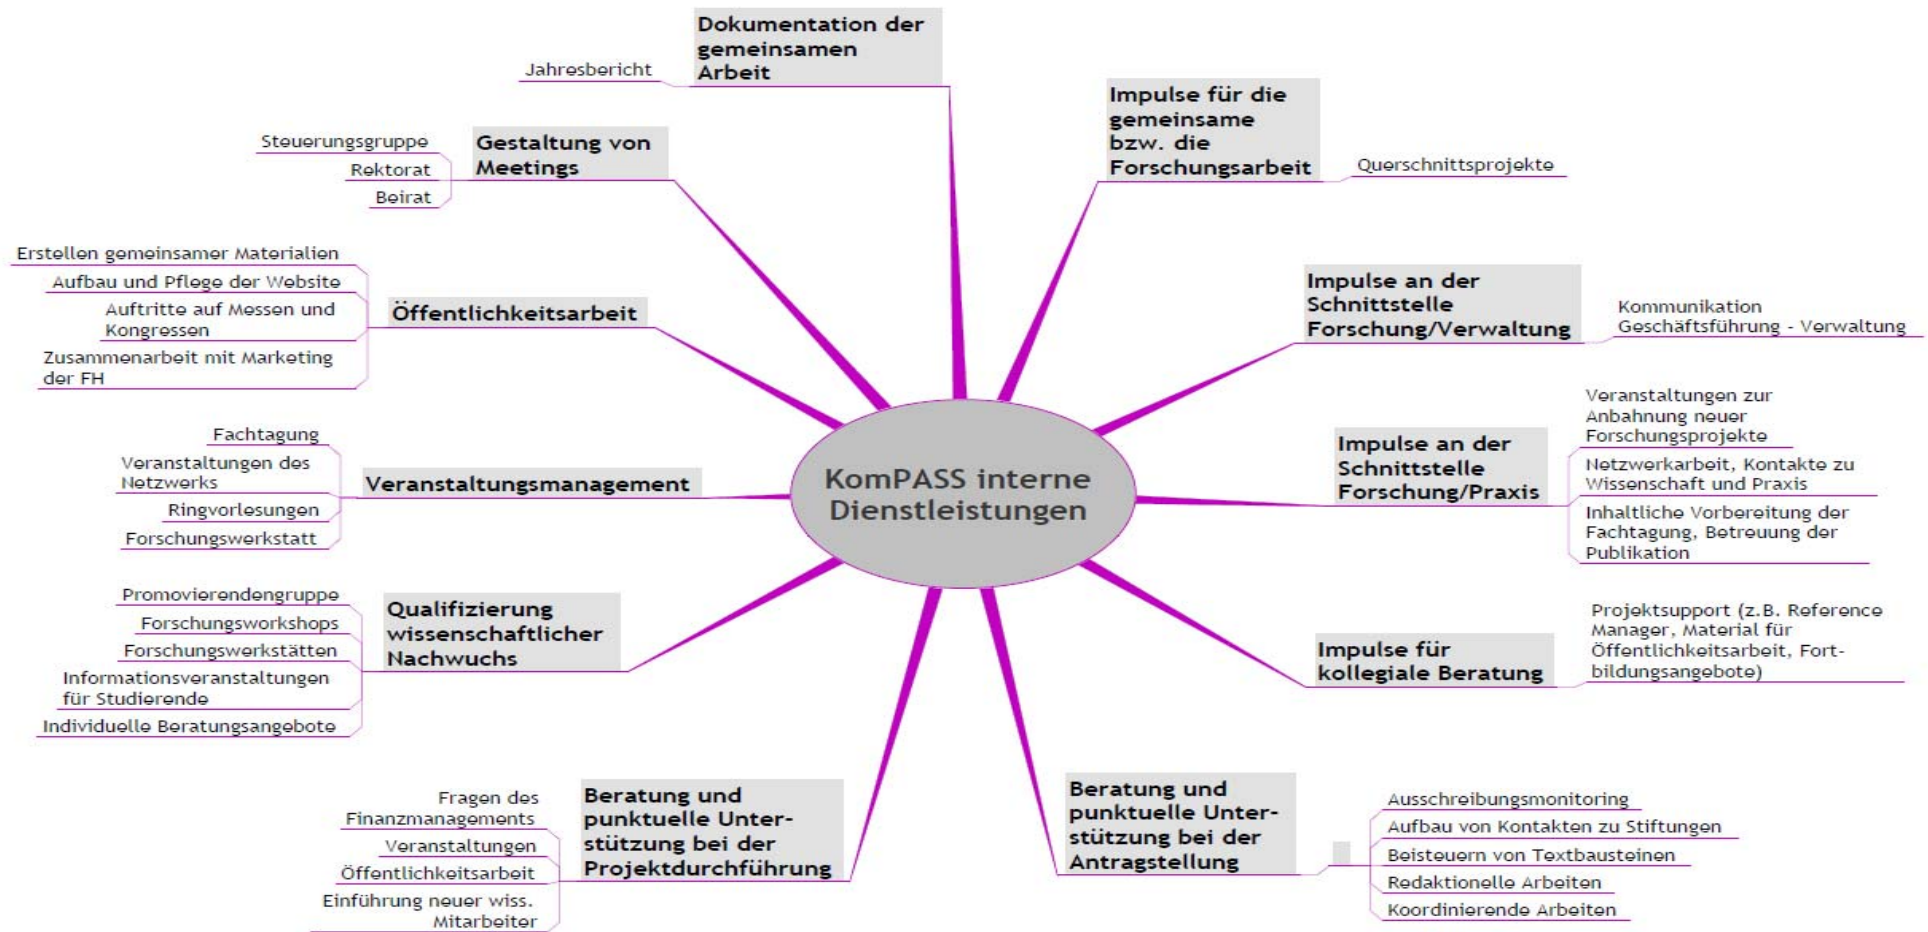 Dokumentation der
gemeinsamen
Arbeit
Jahresbericht
Impulse für die
gemeinsame
bzw. die
Forschungsarbeit
Querschnittsprojekte
Gestaltung von
Meetings
Steuerungsgruppe
Rektorat
Beirat
Impulse an der
Schnittstelle
Forschung/Verwaltung
Kommunikation
Geschäftsführung - Verwaltung
Öffentlichkeitsarbeit
Erstellen gemeinsamer Materialien
Aufbau und Pflege der Website
Auftritte auf Messen und
Kongressen
Zusammenarbeit mit Marketing
der FH
Impulse an der
Schnittstelle
Forschung/Praxis
Veranstaltungen zur
Anbahnung neuer
Forschungsprojekte
Netzwerkarbeit, Kontakte zu
Wissenschaft und Praxis
Inhaltliche Vorbereitung der
Fachtagung, Betreuung der
Publikation
KomPASS interne
Dienstleistungen
Veranstaltungsmanagement
Fachtagung
Veranstaltungen des
Netzwerks
Ringvorlesungen
Forschungswerkstatt
Qualifizierung
wissenschaftlicher
Nachwuchs
Promovierendengruppe
Forschungsworkshops
Forschungswerkstätten
Informationsveranstaltungen
für Studierende
Individuelle Beratungsangebote
Impulse für
kollegiale Beratung
Projektsupport (z.B. Reference
Manager, Material für
Öffentlichkeitsarbeit, Fort-
bildungsangebote)
Beratung und
punktuelle Unter-
stützung bei der
Projektdurchführung
Fragen des
Finanzmanagements
Veranstaltungen
Öffentlichkeitsarbeit
Einführung neuer wiss.
Mitarbeiter
Beratung und
punktuelle Unter-
stützung bei der
Antragstellung
Ausschreibungsmonitoring
Aufbau von Kontakten zu Stiftungen
Beisteuern von Textbausteinen
Redaktionelle Arbeiten
Koordinierende Arbeiten